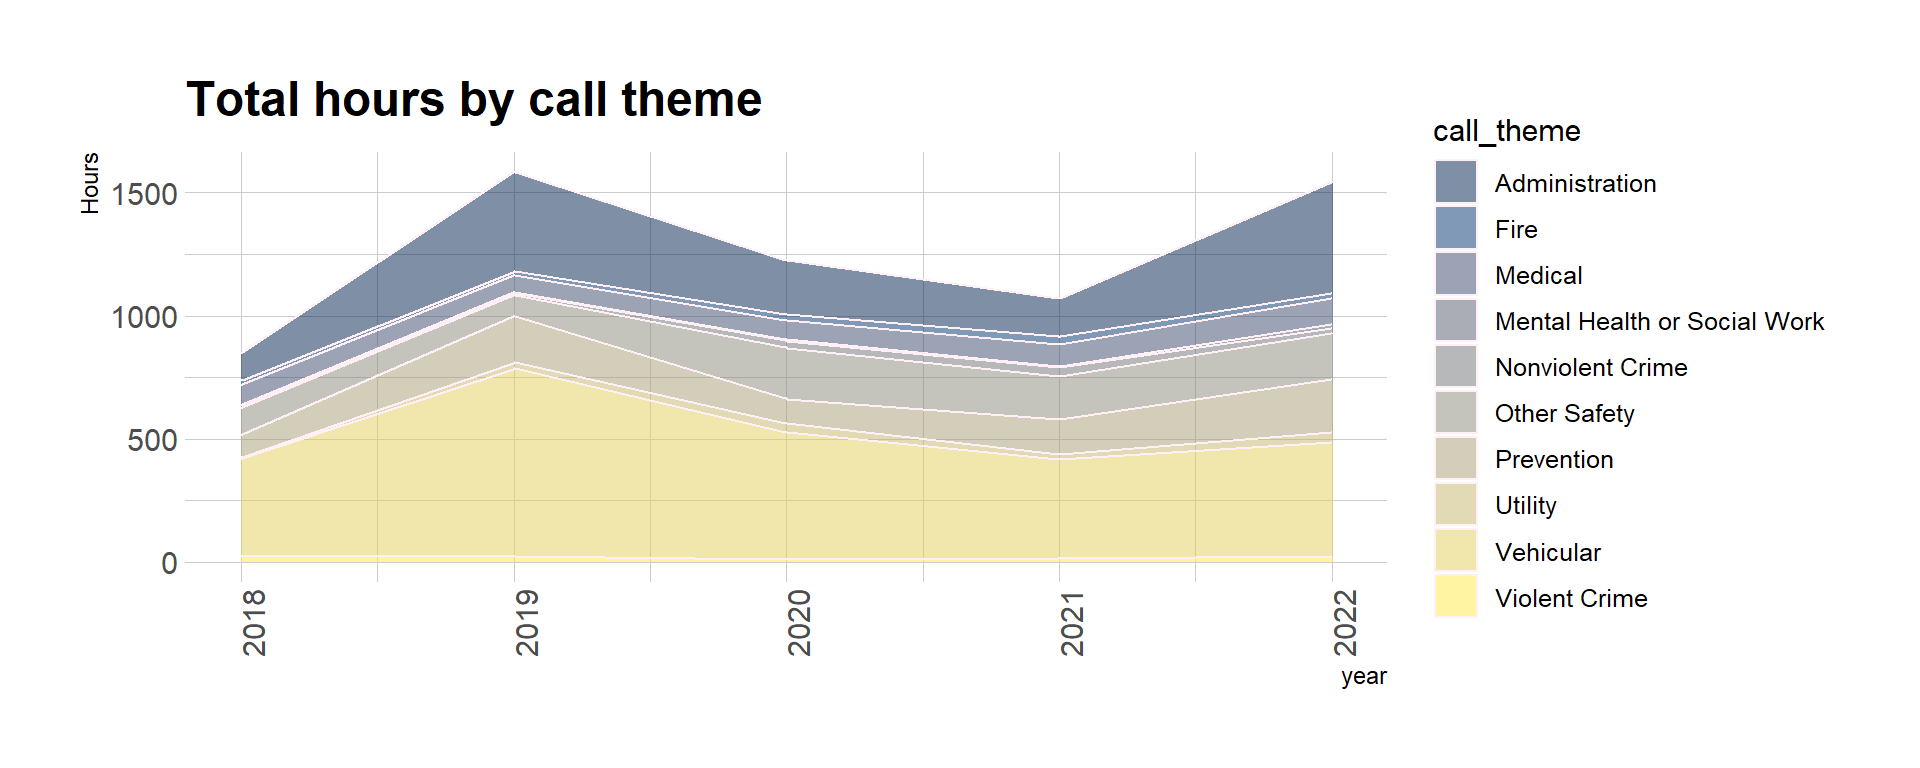 Total hours by call theme
Hours
1500
1000
500
0
2018
2019
2020
2021
2022
year
call_theme
Administration
Fire
Medical
Mental Health or Social Work
Nonviolent Crime
Other Safety
Prevention
Utility
Vehicular
Violent Crime